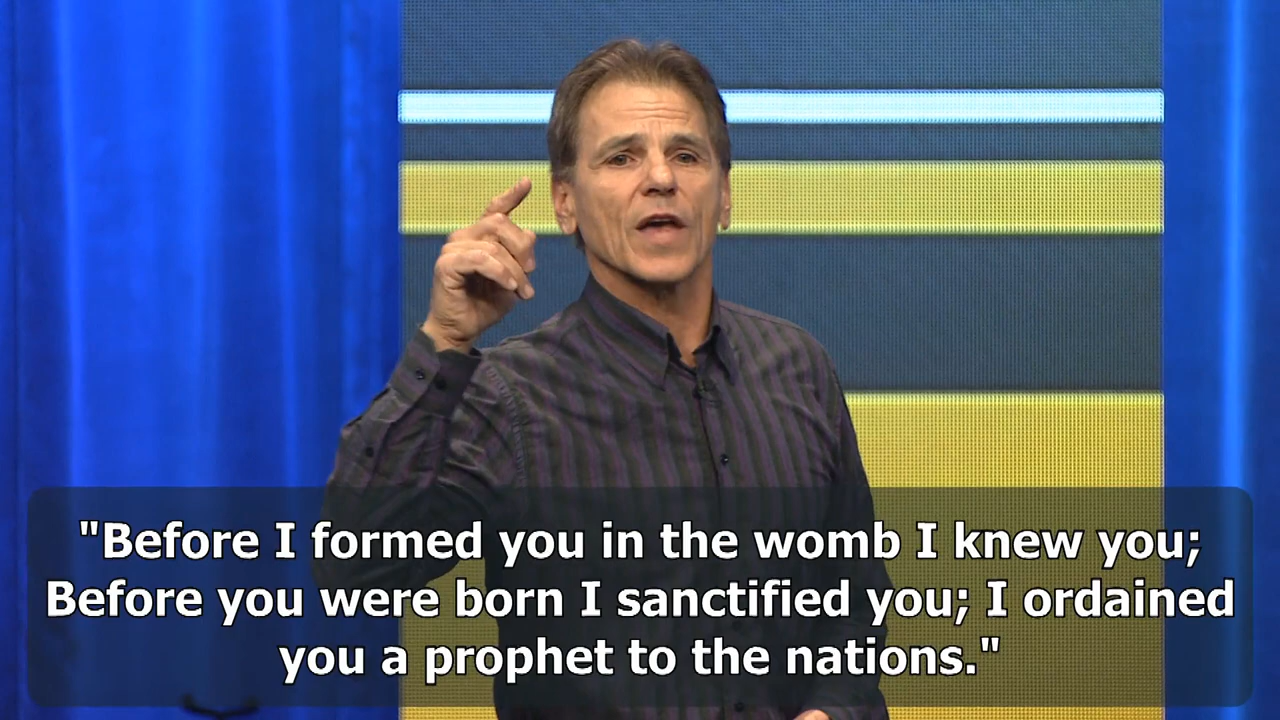 "Before I formed you in the womb I knew you;
Before you were born I sanctified you; I ordained
you a prophet to the nations."